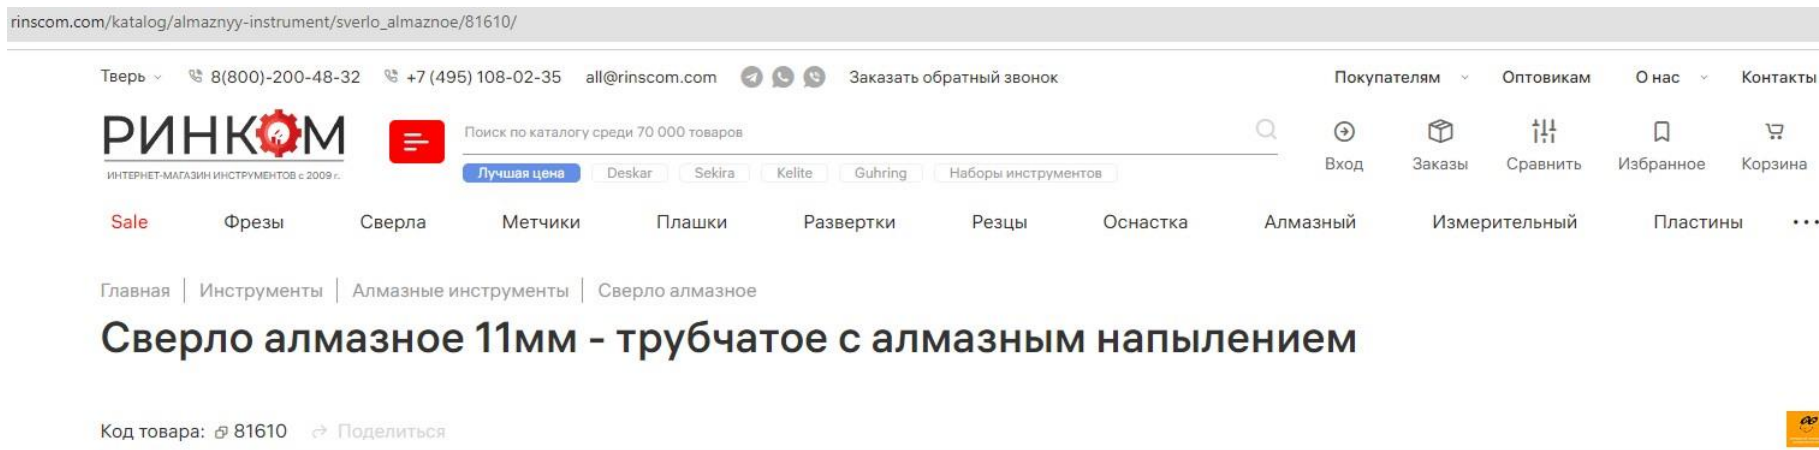 rinscom.com/katalog/almaznyy-instrument/sverlo_almaznoe/81610/
Тверь 8(800)-200-48-32 +7 (495) 108-02-35 all@rinscom.com Заказать обратный звонок Покупателям Оптовикам О нас Контакты
РИНКОМ
ИНТЕРНЕТ-МАГАЗИН ИНСТРУМЕНТОВ с 2009 г.
Поиск по каталогу среди 70 000 товаров
Лучшая цена Deskar Sekira Kelite Guhring Наборы инструментов
Вход Заказы Сравнить Избранное Корзина
Sale Фрезы Сверла Метчики Плашки Развертки Резцы Оснастка Алмазный Измерительный Пластины ...
Главная | Инструменты | Алмазные инструменты | Сверло алмазное
Сверло алмазное 11мм - трубчатое с алмазным напылением
Код товара: 81610 Поделиться